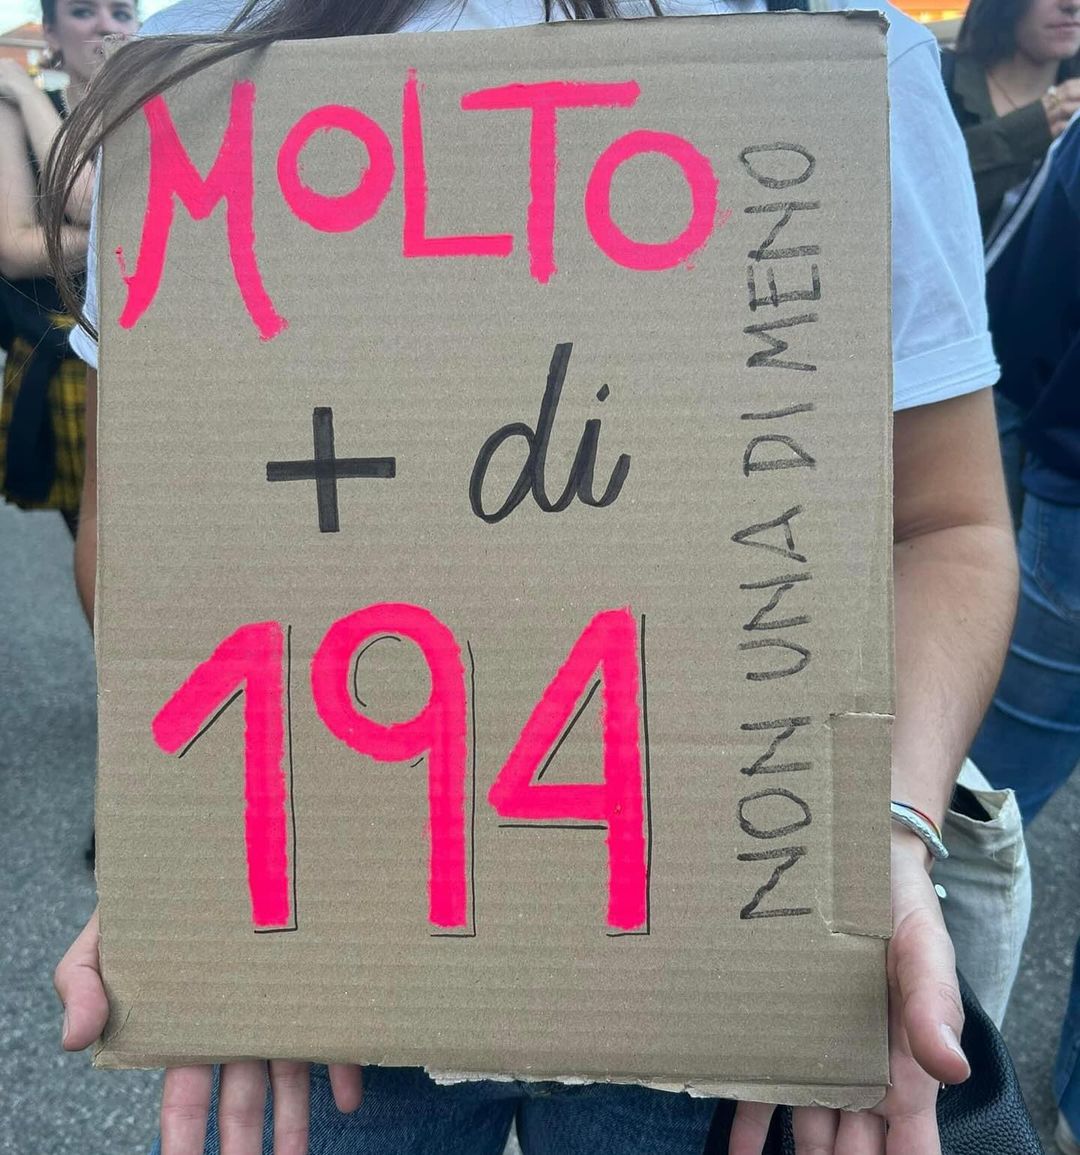 MOLTO
+ di
194
NON UNA DI MENO